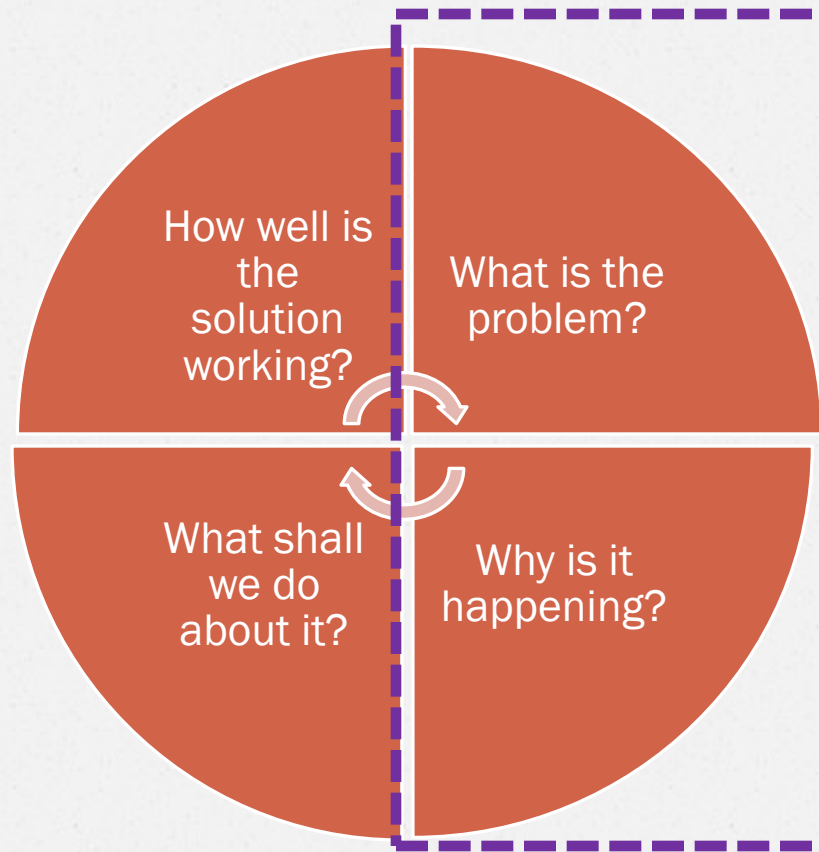 How well is
the
solution
working?
What is the
problem?
What shall
we do
about it?
Why is it
happening?